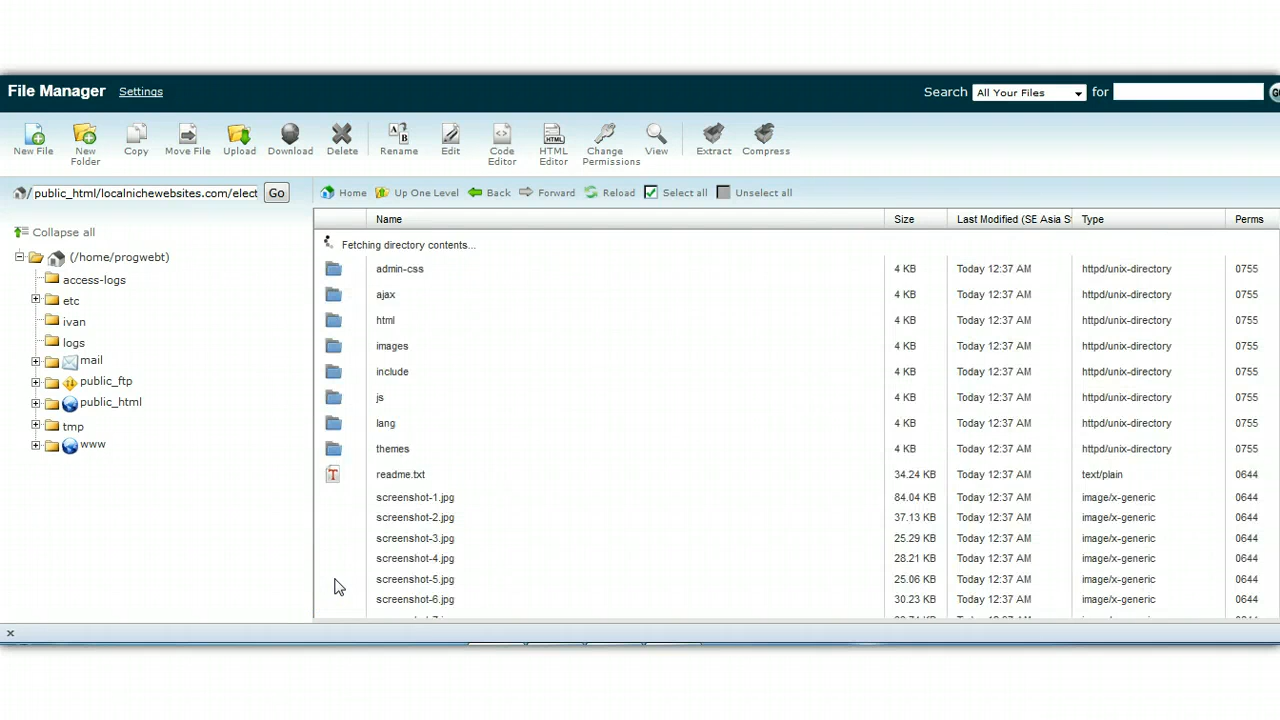 File Manager Settings Search All Your Files for
New File New Folder Copy Move File Upload Download Delete Rename Edit Code Editor HTML Editor Change Permissions View Extract Compress
public_html/localnichewebsites.com/elect Go Home Up One Level Back Forward Reload Select all Unselect all
Name Size Last Modified (SE Asia S Type Perms
Collapse all
(/home/progwebt)
access-logs
etc
ivan
logs
mail
public_ftp
public_html
tmp
www
Fetching directory contents...
admin-css 4 KB Today 12:37 AM httpd/unix-directory 0755
ajax 4 KB Today 12:37 AM httpd/unix-directory 0755
html 4 KB Today 12:37 AM httpd/unix-directory 0755
images 4 KB Today 12:37 AM httpd/unix-directory 0755
include 4 KB Today 12:37 AM httpd/unix-directory 0755
js 4 KB Today 12:37 AM httpd/unix-directory 0755
lang 4 KB Today 12:37 AM httpd/unix-directory 0755
themes 4 KB Today 12:37 AM httpd/unix-directory 0755
readme.txt 34.24 KB Today 12:37 AM text/plain 0644
screenshot-1.jpg 84.04 KB Today 12:37 AM image/x-generic 0644
screenshot-2.jpg 37.13 KB Today 12:37 AM image/x-generic 0644
screenshot-3.jpg 25.29 KB Today 12:37 AM image/x-generic 0644
screenshot-4.jpg 28.21 KB Today 12:37 AM image/x-generic 0644
screenshot-5.jpg 25.06 KB Today 12:37 AM image/x-generic 0644
screenshot-6.jpg 30.23 KB Today 12:37 AM image/x-generic 0644